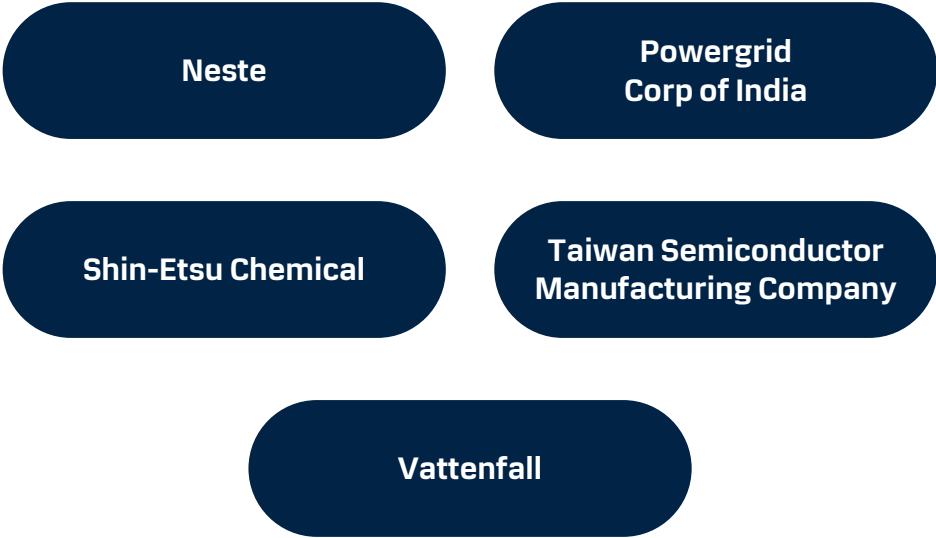 Neste
Powergrid
Corp of India
Shin-Etsu Chemical
Taiwan Semiconductor
Manufacturing Company
Vattenfall